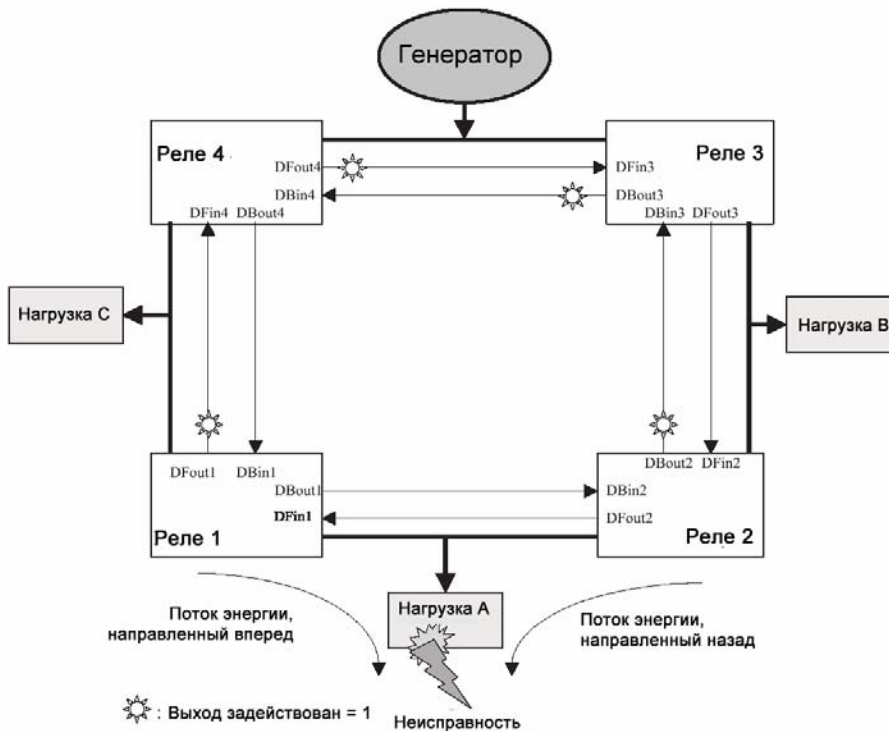 Генератор
Реле 4
Реле 3
DFout4
DFin3
DBin4
DBout3
DFin4 DBout4
DBin3 DFout3
Нагрузка C
Нагрузка B
DFout1 DBin1
DBout2 DFin2
DBout1
DBin2
DFin1
DFout2
Реле 1
Реле 2
Нагрузка A
Поток энергии,
направленный вперед
Поток энергии,
направленный назад
: Выход задействован = 1
Неисправность